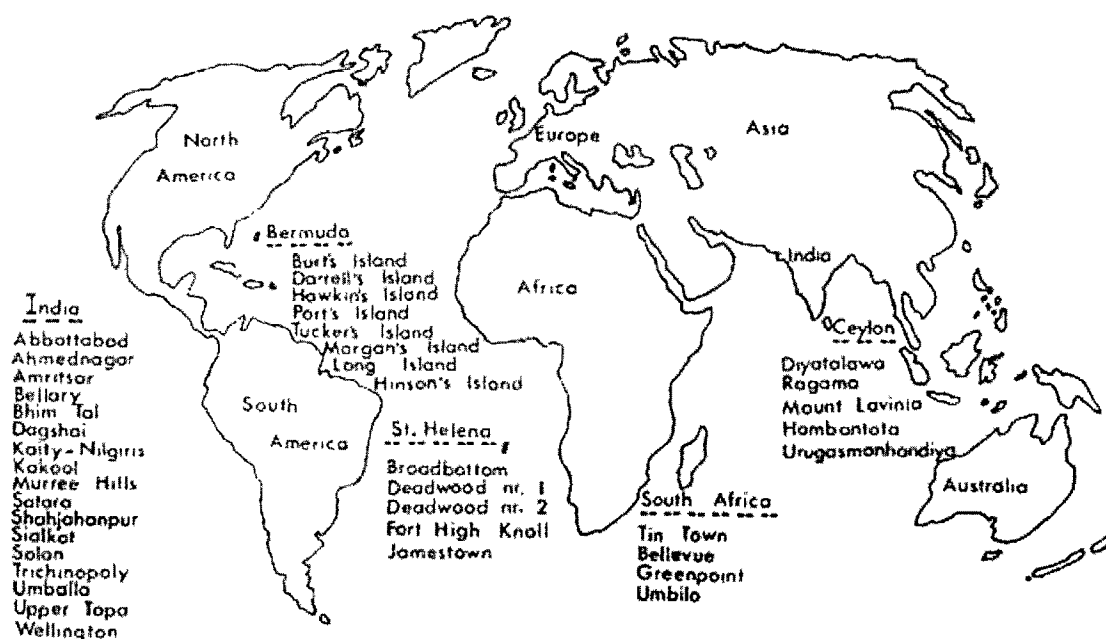 North
America
Europe
Asia
Bermuda
Burt's Island
Darrell's Island
Hawkin's Island
Port's Island
Tucker's Island
Morgan's Island
Long Island
Hinson's Island
Africa
India
Ceylon
Diyatalawa
Ragama
Mount Lavinia
Hambantota
Urugasmanhandiya
India
Abbottabad
Ahmednagar
Amritsar
Bellary
Bhim Tal
Dagshai
Kaity-Nilgiris
Kakool
Murree Hills
Satara
Shahjahanpur
Sialkat
Solon
Trichinopoly
Umballa
Upper Topa
Wellington
South
America
St. Helena
Broadbottom
Deadwood nr. 1
Deadwood nr. 2
Fort High Knoll
Jamestown
South Africa
Tin Town
Bellevue
Greenpoint
Umbilo
Australia